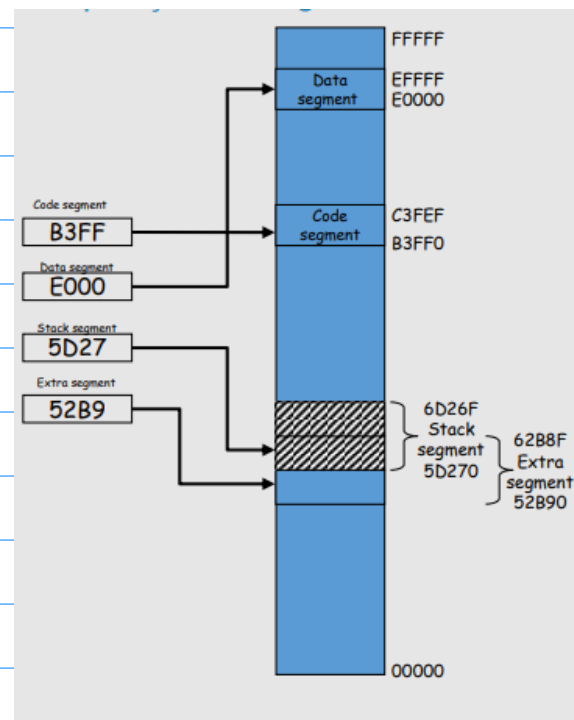 FFFFF
Data
segment
EFFFF
E0000
Code segment
B3FF
Code
segment
C3FEF
B3FF0
Data segment
E000
Stack segment
5D27
Extra segment
52B9
6D26F
Stack
segment
5D270
62B8F
Extra
segment
52B90
00000